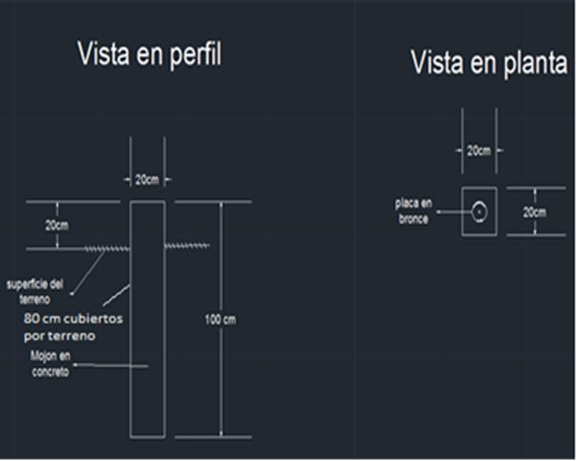 Vista en perfil
Vista en planta
20cm
20cm
superficie del
terreno
80 cm cubiertos
por terreno
Mojon en
concreto
100 cm
20cm
placa en
bronce
20cm